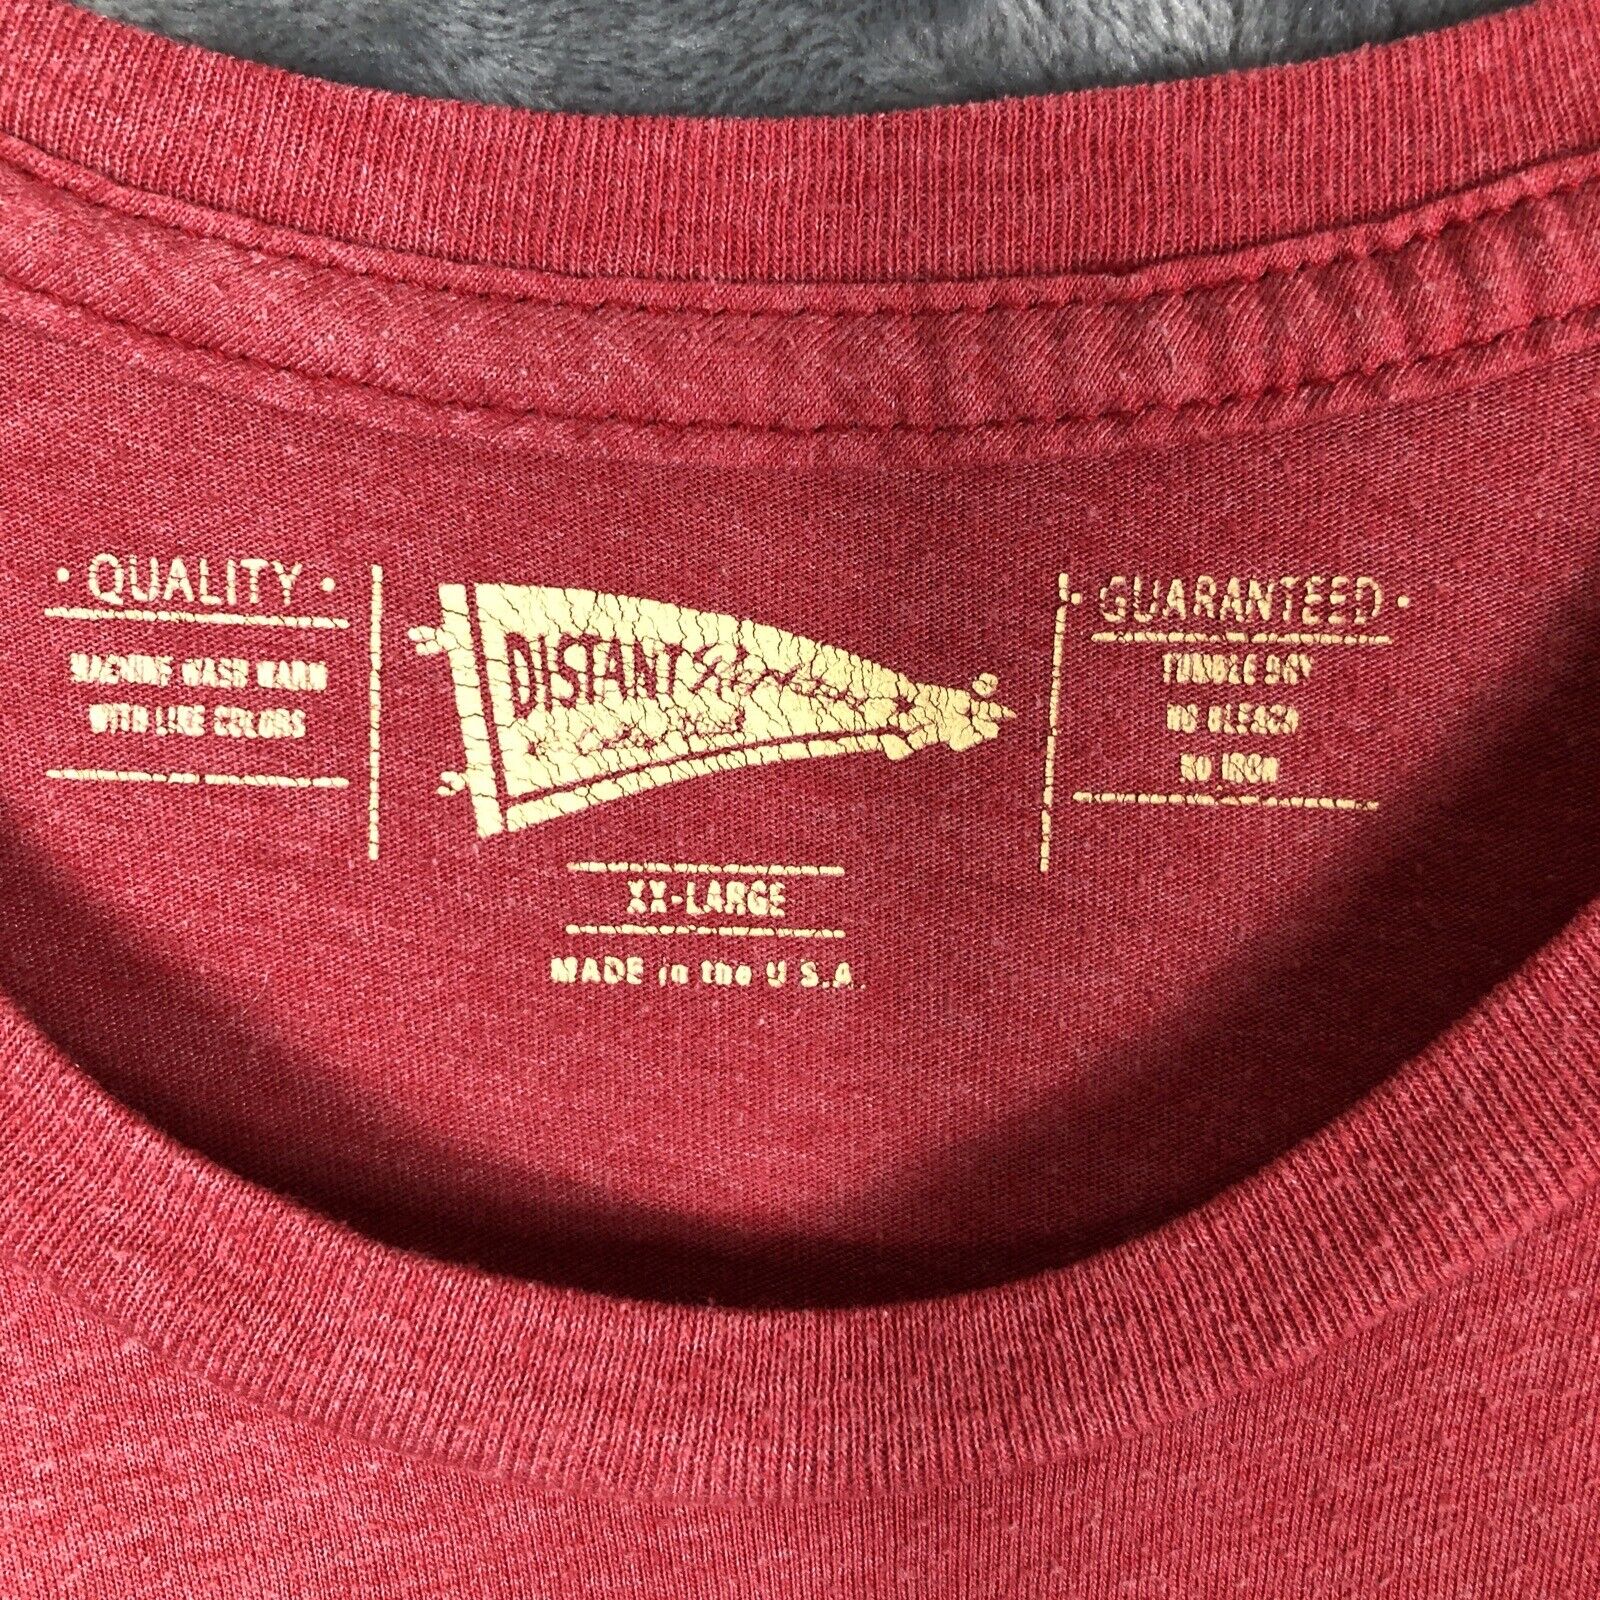 • QUALITY •
MACHINE WASH WARM
WITH LIKE COLORS
DISTANT Replays
XX-LARGE
MADE in the U.S.A.
• GUARANTEED •
TUMBLE DRY
NO BLEACH
NO IRON